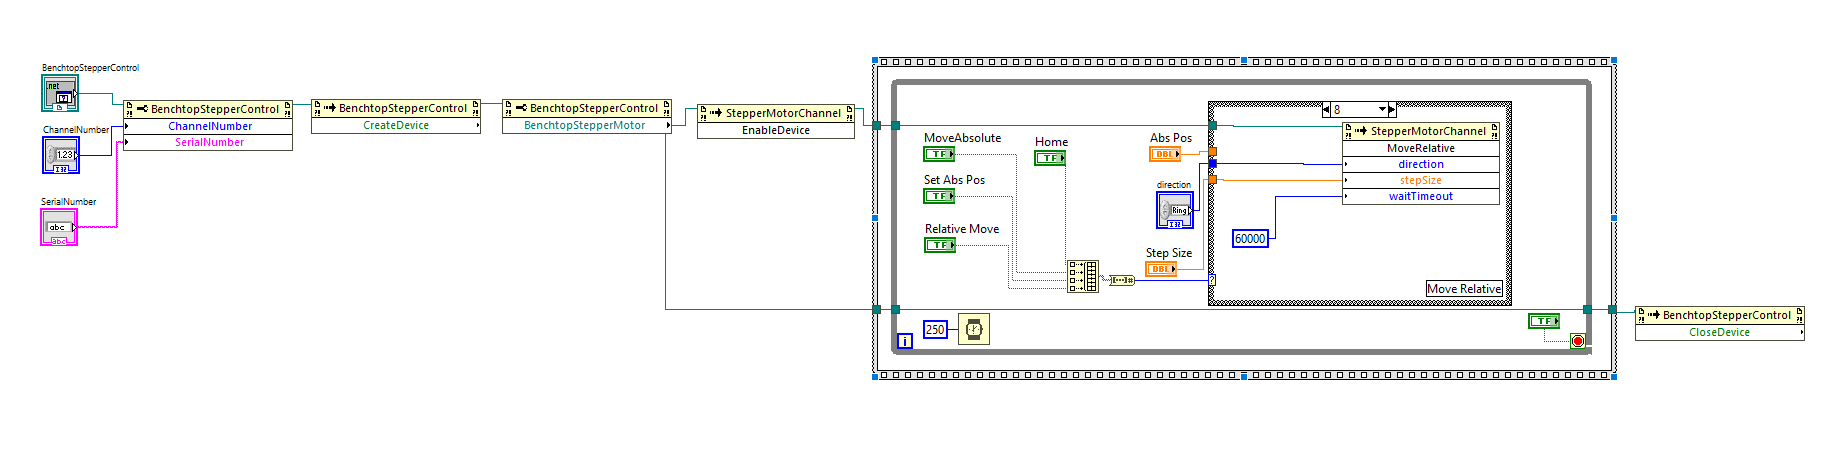 BenchtopStepperControl
.net
?
BenchtopStepperControl
ChannelNumber
SerialNumber
ChannelNumber
1.23
I32
SerialNumber
abc
abc
BenchtopStepperControl
CreateDevice
BenchtopStepperControl
BenchtopStepperMotor
StepperMotorChannel
EnableDevice
MoveAbsolute
TF
Home
TF
Set Abs Pos
TF
Relative Move
TF
Abs Pos
DBL
direction
Ring
I32
Step Size
DBL
8
StepperMotorChannel
MoveRelative
direction
stepSize
waitTimeout
60000
Move Relative
?
250
i
TF
BenchtopStepperControl
CloseDevice